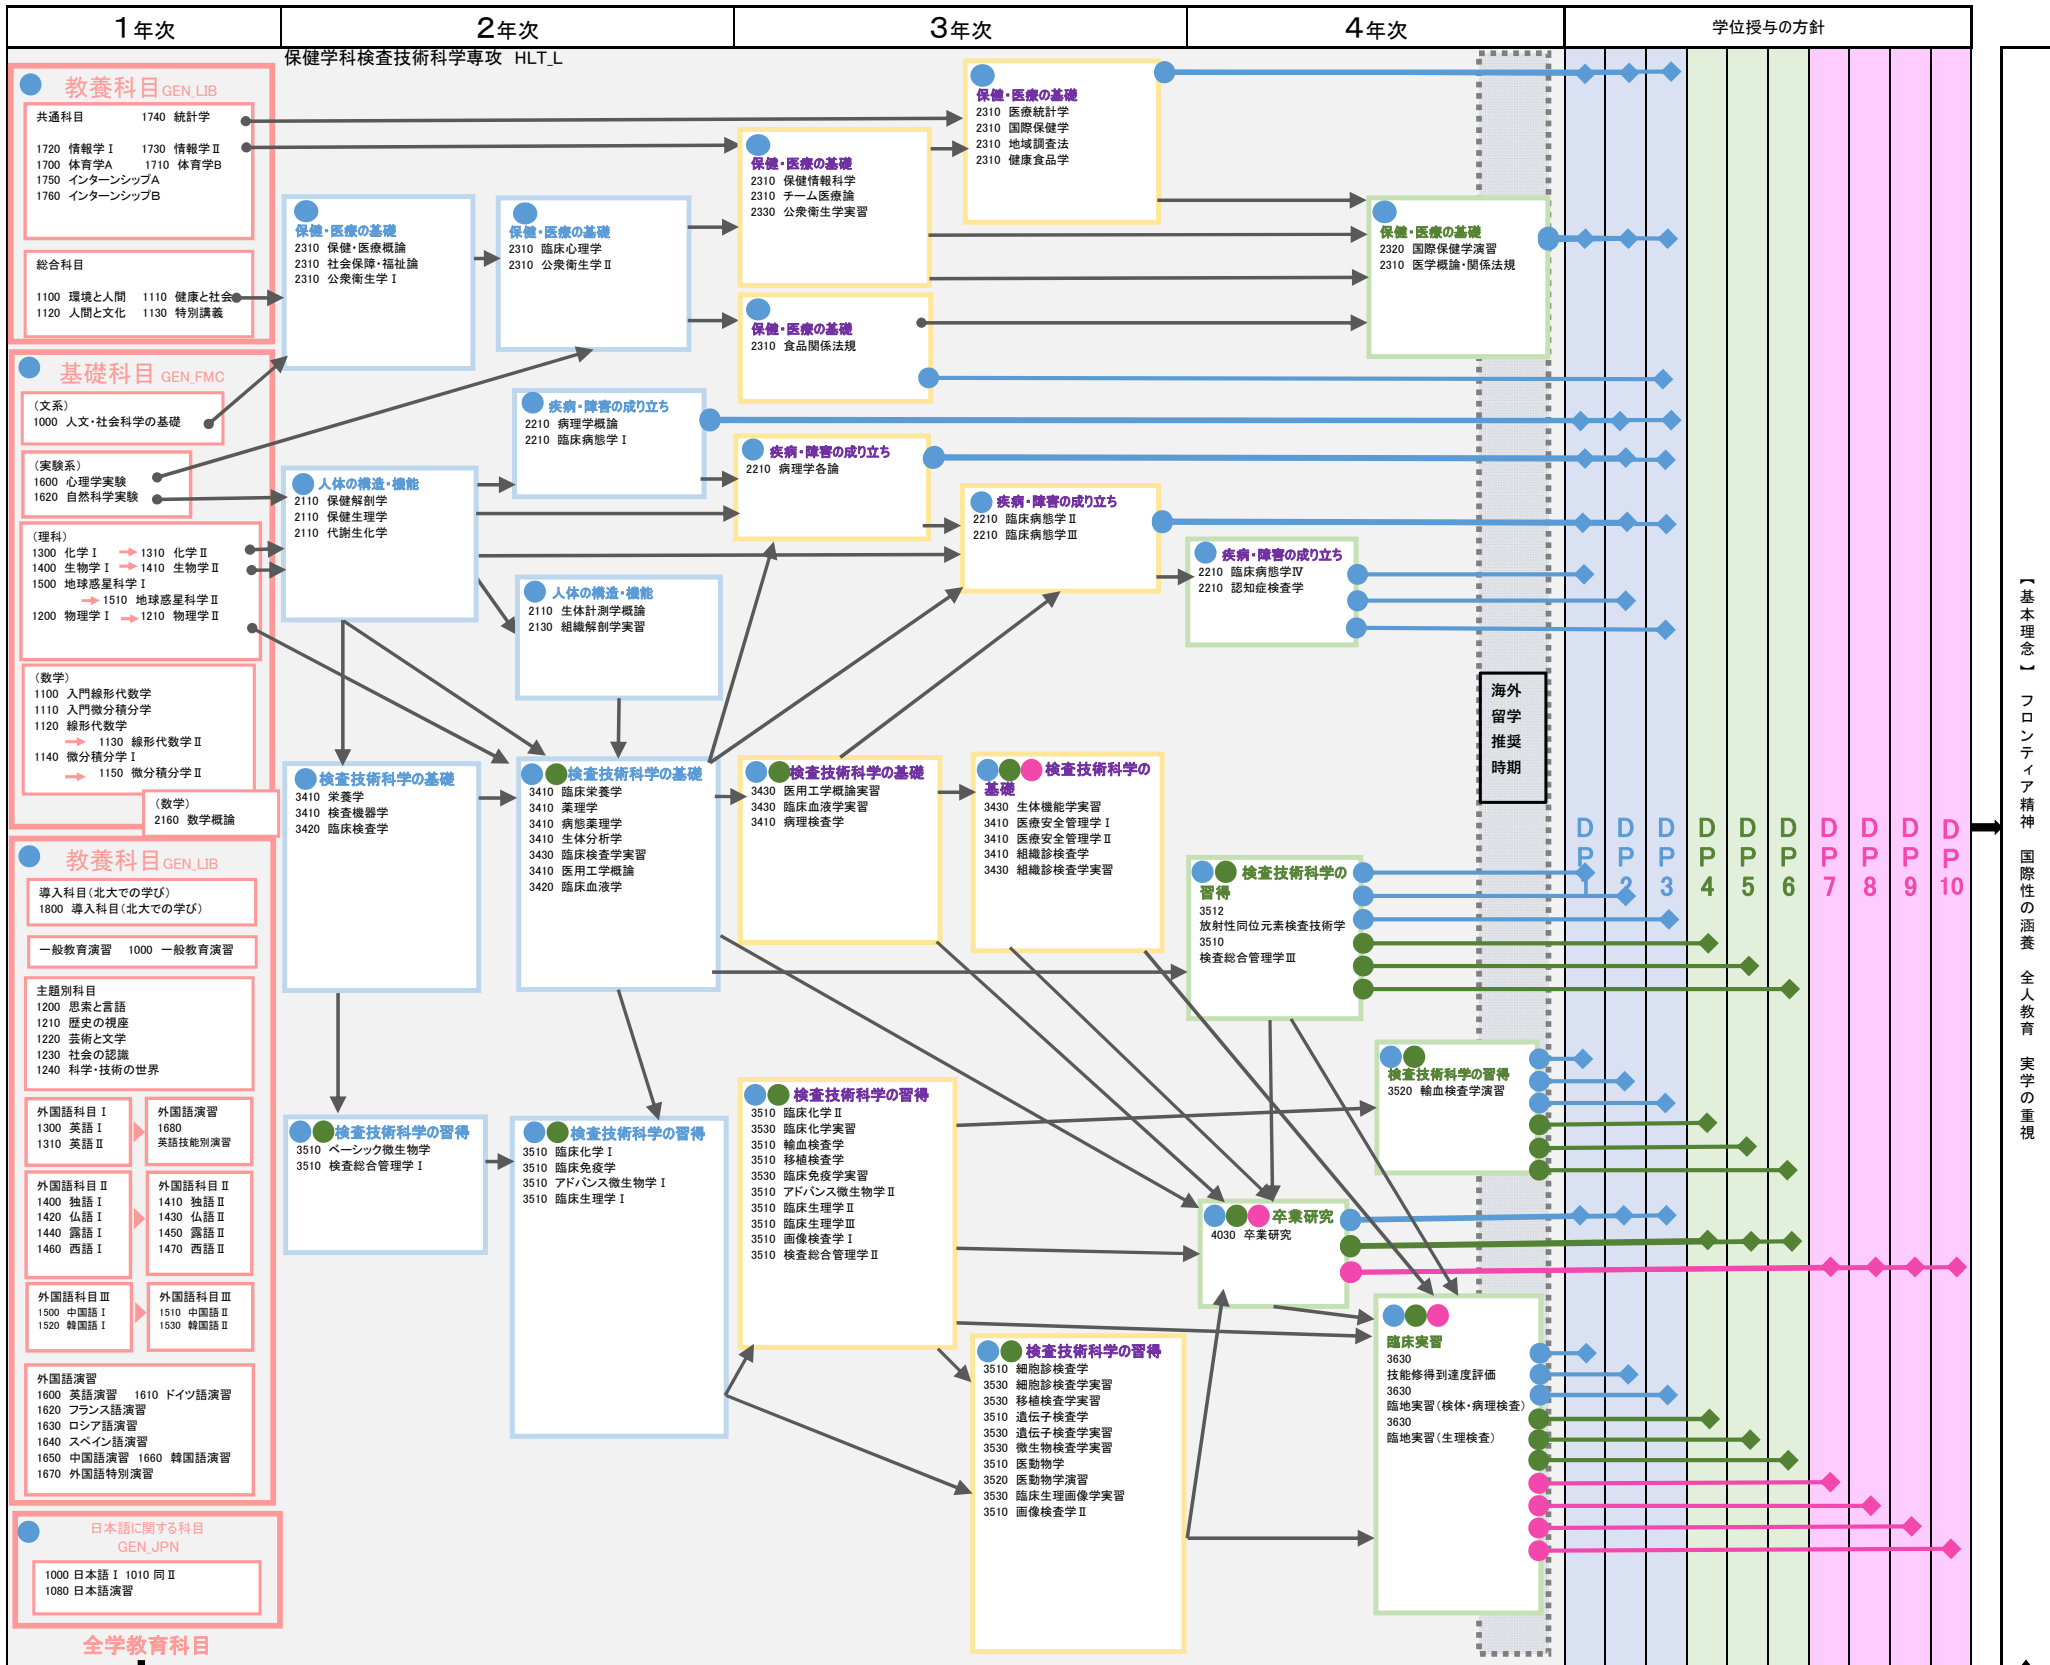 1年次
2年次
3年次
4年次
学位授与の方針
保健学科検査技術科学専攻 HLT_L
教養科目GEN_LIB
共通科目 1740 統計学
1720 情報学Ⅰ 1730 情報学Ⅱ
1700 体育学A 1710 体育学B
1750 インターンシップA
1760 インターンシップB
総合科目
1100 環境と人間 1110 健康と社会
1120 人間と文化 1130 特別講義
基礎科目 GEN_FMC
（文系）
1000 人文・社会科学の基礎
（実験系）
1600 心理学実験
1620 自然科学実験
（理科）
1300 化学Ⅰ 1310 化学Ⅱ
1400 生物学Ⅰ 1410 生物学Ⅱ
1500 地球惑星科学Ⅰ
1510 地球惑星科学Ⅱ
1200 物理学Ⅰ 1210 物理学Ⅱ
（数学）
1100 入門線形代数学
1110 入門微分積分学
1120 線形代数学
1130 線形代数学Ⅱ
1140 微分積分学Ⅰ
1150 微分積分学Ⅱ
（数学）
2160 数学概論
教養科目GEN_LIB
導入科目（北大での学び）
1800 導入科目（北大での学び）
一般教育演習 1000 一般教育演習
主題別科目
1200 思索と言語
1210 歴史の視座
1220 芸術と文学
1230 社会の認識
1240 科学・技術の世界
外国語科目Ⅰ
1300 英語Ⅰ
1310 英語Ⅱ
外国語演習
1680
英語技能別演習
外国語科目Ⅱ
1400 独語Ⅰ
1420 仏語Ⅰ
1440 露語Ⅰ
1460 西語Ⅰ
外国語科目Ⅱ
1410 独語Ⅱ
1430 仏語Ⅱ
1450 露語Ⅱ
1470 西語Ⅱ
外国語科目Ⅲ
1500 中国語Ⅰ
1520 韓国語Ⅰ
外国語科目Ⅲ
1510 中国語Ⅱ
1530 韓国語Ⅱ
外国語演習
1600 英語演習 1610 ドイツ語演習
1620 フランス語演習
1630 ロシア語演習
1640 スペイン語演習
1650 中国語演習 1660 韓国語演習
1670 外国語特別演習
日本語に関する科目
GEN_JPN
1000 日本語Ⅰ 1010 同Ⅱ
1080 日本語演習
全学教育科目
保健・医療の基礎
2310 保健・医療概論
2310 社会保障・福祉論
2310 公衆衛生学Ⅰ
保健・医療の基礎
2310 臨床心理学
2310 公衆衛生学Ⅱ
疾病・障害の成り立ち
2210 病理学概論
2210 臨床病態学Ⅰ
人体の構造・機能
2110 保健解剖学
2110 保健生理学
2110 代謝生化学
人体の構造・機能
2110 生体計測学概論
2130 組織解剖学実習
検査技術科学の基礎
3410 栄養学
3410 検査機器学
3420 臨床検査学
検査技術科学の基礎
3410 臨床栄養学
3410 薬理学
3410 病態薬理学
3410 生体分析学
3430 臨床検査学実習
3410 医用工学概論
3420 臨床血液学
検査技術科学の習得
3510 ベーシック微生物学
3510 検査総合管理学Ⅰ
検査技術科学の習得
3510 臨床化学Ⅰ
3510 臨床免疫学
3510 アドバンス微生物学Ⅰ
3510 臨床生理学Ⅰ
保健・医療の基礎
2310 保健情報科学
2310 チーム医療論
2330 公衆衛生学実習
保健・医療の基礎
2310 食品関係法規
保健・医療の基礎
2310 医療統計学
2310 国際保健学
2310 地域調査法
2310 健康食品学
疾病・障害の成り立ち
2210 病理学各論
疾病・障害の成り立ち
2210 臨床病態学Ⅱ
2210 臨床病態学Ⅲ
検査技術科学の基礎
3430 医用工学概論実習
3430 臨床血液学実習
3410 病理検査学
検査技術科学の
基礎
3430 生体機能学実習
3410 医療安全管理学Ⅰ
3410 医療安全管理学Ⅱ
3410 組織診検査学
3430 組織診検査学実習
検査技術科学の習得
3510 臨床化学Ⅱ
3530 臨床化学実習
3510 輸血検査学
3510 移植検査学
3530 臨床免疫学実習
3510 アドバンス微生物学Ⅱ
3510 臨床生理学Ⅱ
3510 臨床生理学Ⅲ
3510 画像検査学Ⅰ
3510 検査総合管理学Ⅱ
検査技術科学の習得
3510 細胞診検査学
3530 細胞診検査学実習
3530 移植検査学実習
3510 遺伝子検査学
3530 遺伝子検査学実習
3530 微生物検査学実習
3510 医動物学
3520 医動物学演習
3530 臨床生理画像学実習
3510 画像検査学Ⅱ
保健・医療の基礎
2320 国際保健学演習
2310 医学概論・関係法規
疾病・障害の成り立ち
2210 臨床病態学Ⅳ
2210 認知症検査学
海外
留学
推奨
時期
検査技術科学の
習得
3512
放射性同位元素検査技術学
3510
検査総合管理学Ⅲ
検査技術科学の習得
3520 輸血検査学演習
卒業研究
4030 卒業研究
臨床実習
3630
技能修得到達度評価
3630
臨地実習（検体・病理検査）
3630
臨地実習（生理検査）
DP1
DP2
DP3
DP4
DP5
DP6
DP7
DP8
DP9
DP10
【基本理念】 フロンティア精神 国際性の涵養 全人教育 実学の重視